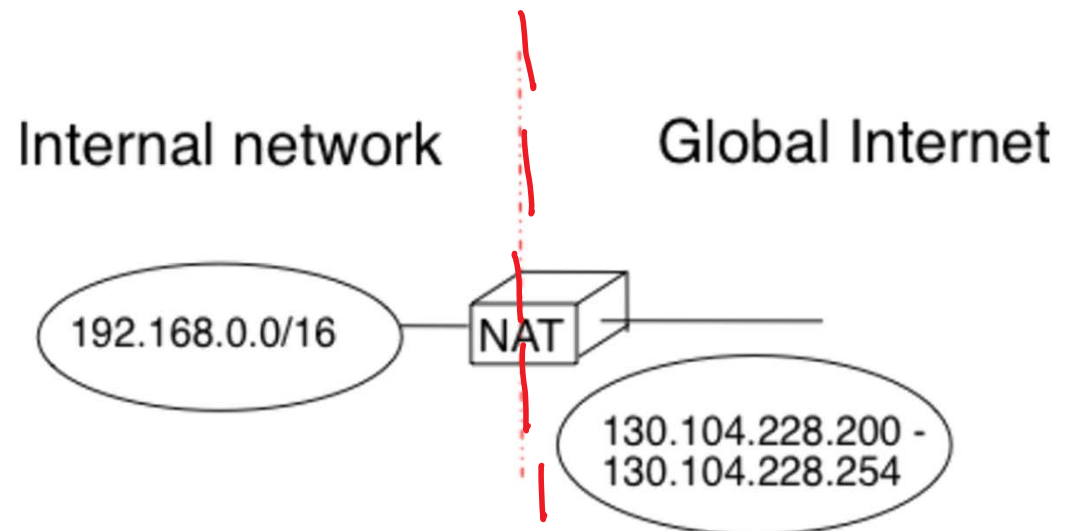 Internal network
Global Internet
192.168.0.0/16
NAT
130.104.228.200 -
130.104.228.254